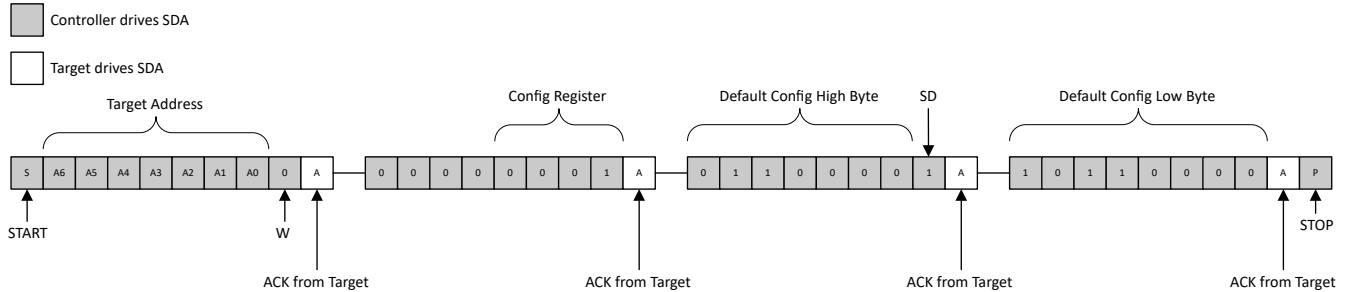 Controller drives SDA
Target drives SDA
Target Address
Config Register
Default Config High Byte
SD
Default Config Low Byte
S A6 A5 A4 A3 A2 A1 A0 0 A 0 0 0 0 0 0 0 1 A 0 1 1 0 0 0 0 1 A 1 0 1 1 0 0 0 0 A P
START
W
STOP
ACK from Target
ACK from Target
ACK from Target
ACK from Target